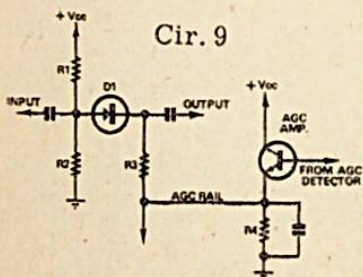 Cir. 9
+ Vcc
R1
D1
INPUT
OUTPUT
R2
R3
+ Vcc
AGC
AMP.
FROM AGC
DETECTOR
AGC RAIL
R4